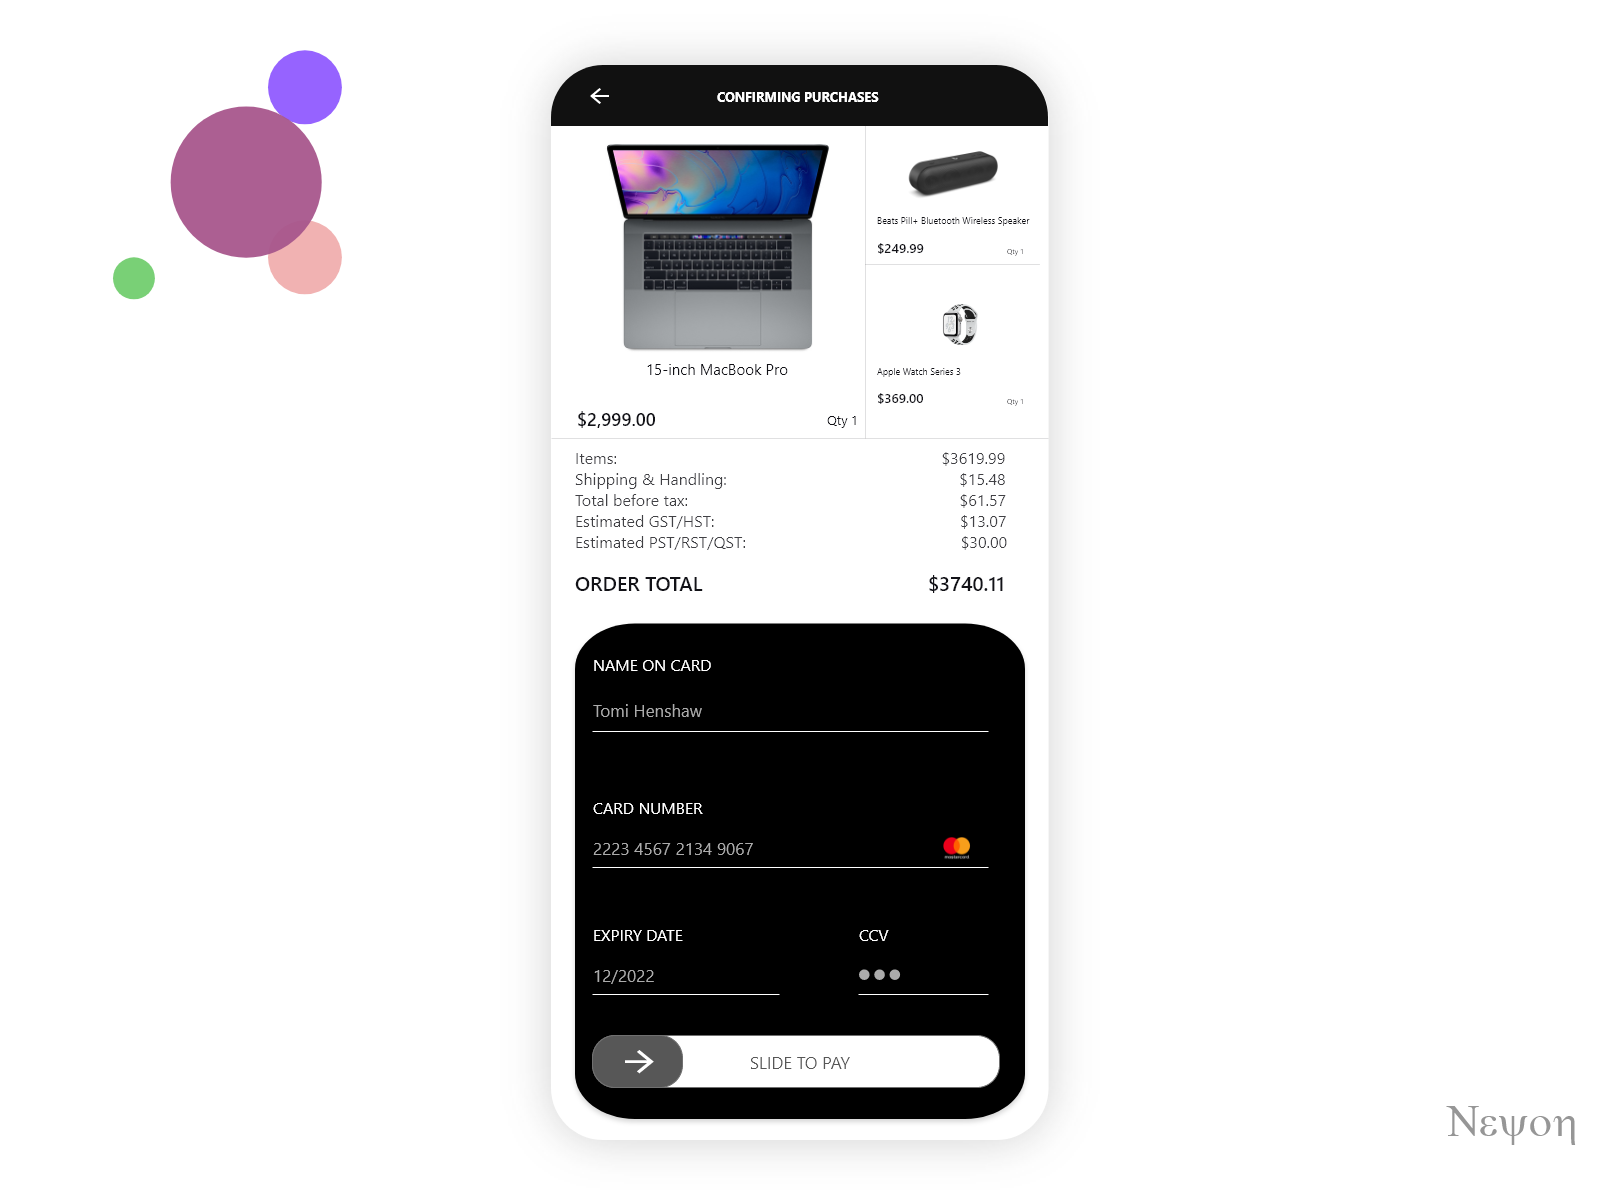 CONFIRMING PURCHASES
15-inch MacBook Pro
$2,999.00
Qty 1
Beats Pill+ Bluetooth Wireless Speaker
$249.99
Qty 1
Apple Watch Series 3
$369.00
Qty 1
Items: $3619.99
Shipping & Handling: $15.48
Total before tax: $61.57
Estimated GST/HST: $13.07
Estimated PST/RST/QST: $30.00
ORDER TOTAL $3740.11
NAME ON CARD
Tomi Henshaw
CARD NUMBER
2223 4567 2134 9067
mastercard
EXPIRY DATE
12/2022
CCV
SLIDE TO PAY
Νεψοη